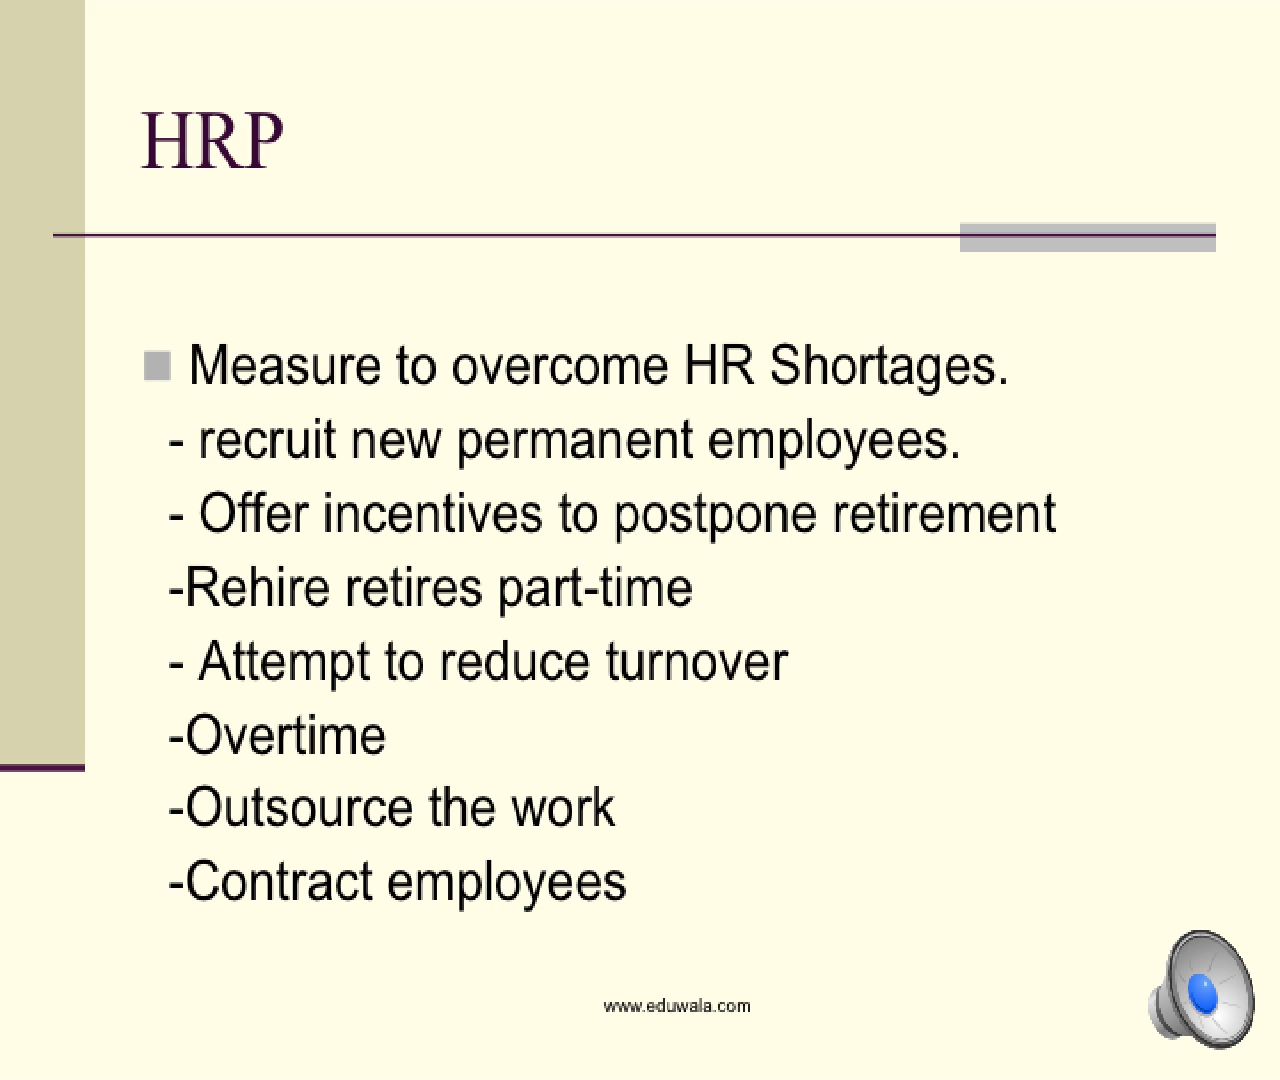 HRP
Measure to overcome HR Shortages.
- recruit new permanent employees.
- Offer incentives to postpone retirement
-Rehire retires part-time
- Attempt to reduce turnover
-Overtime
-Outsource the work
-Contract employees
www.eduwala.com